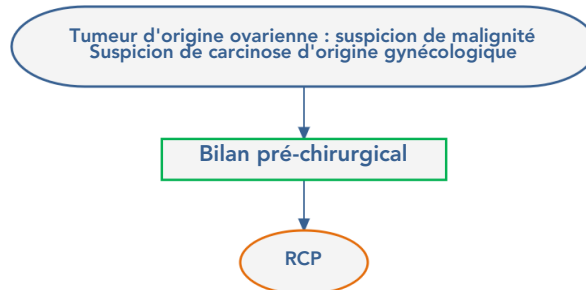 Tumeur d'origine ovarienne : suspicion de malignité
Suspicion de carcinose d'origine gynécologique
Bilan pré-chirurgical
RCP